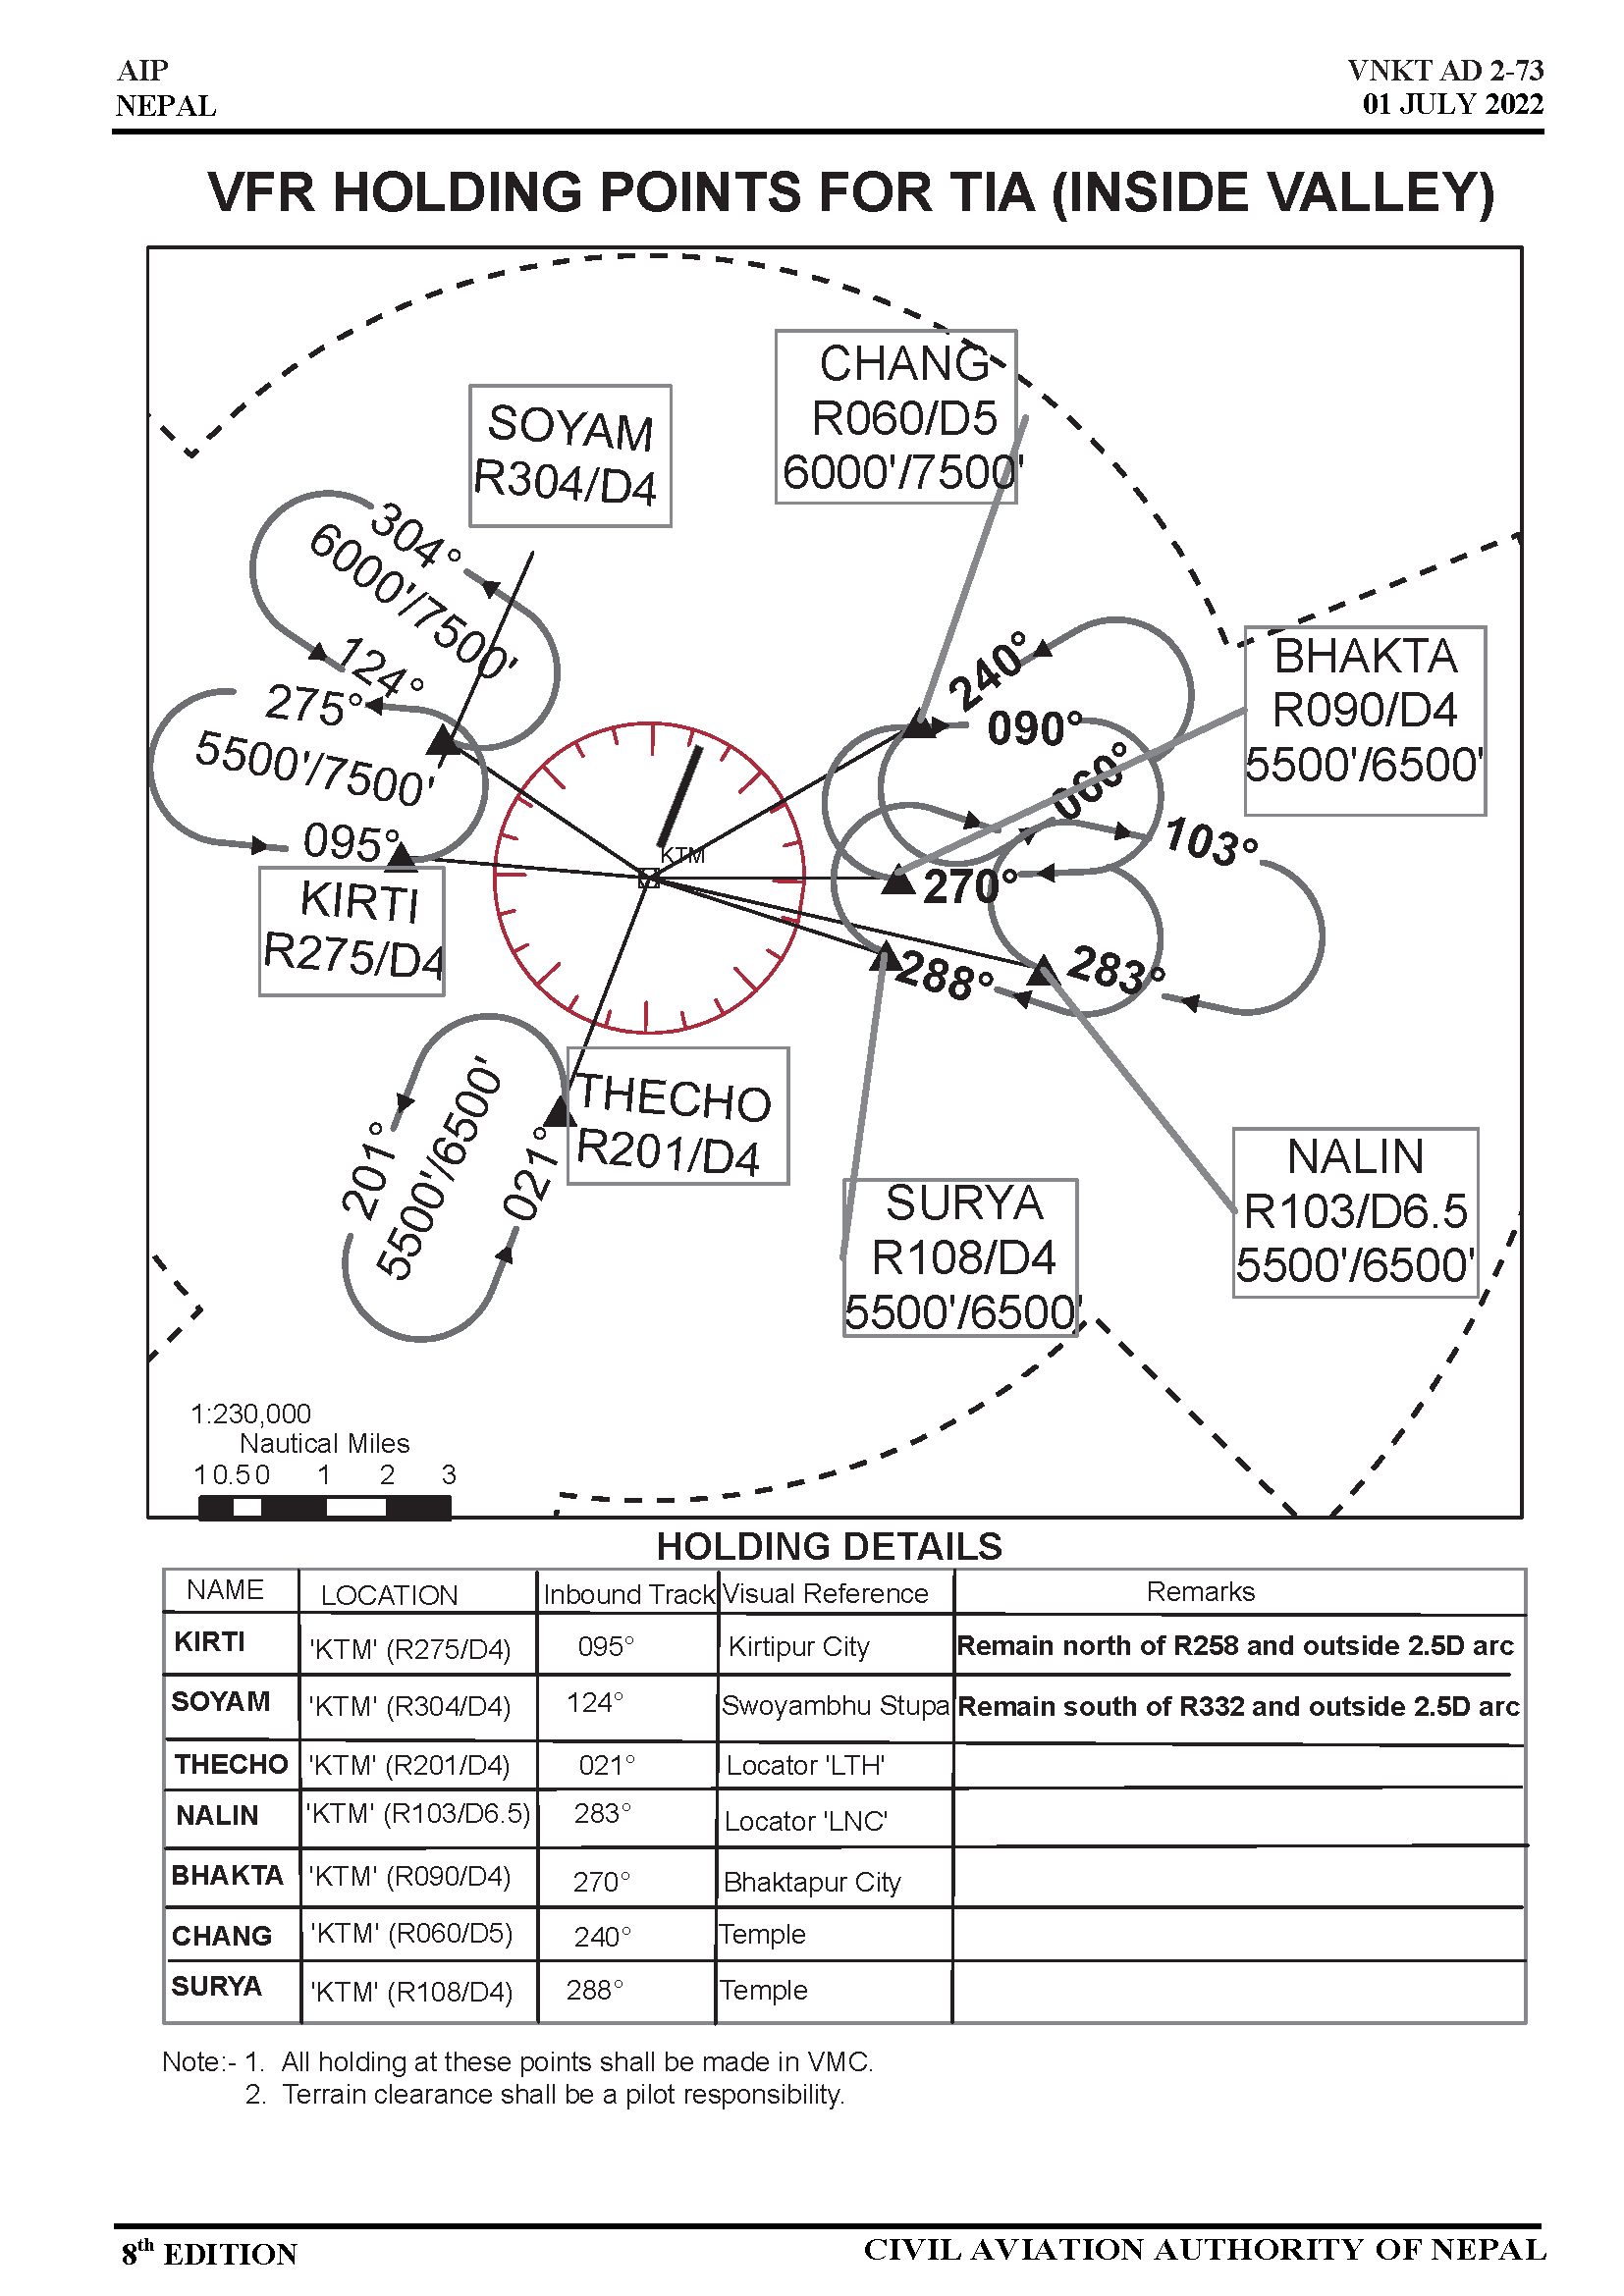 AIP
NEPAL
VNKT AD 2-73
01 JULY 2022
VFR HOLDING POINTS FOR TIA (INSIDE VALLEY)
CHANG
R060/D5
6000'/7500'
SOYAM
R304/D4
304°
6000'/7500'
124°
BHAKTA
R090/D4
5500'/6500'
240°
090°
060°
275°
5500'/7500'
095°
KIRTI
R275/D4
KTM
103°
270°
288°
283°
THECHO
R201/D4
201°
5500'/6500'
021°
SURYA
R108/D4
5500'/6500'
NALIN
R103/D6.5
5500'/6500'
1:230,000
Nautical Miles
1 0.5 0 1 2 3
HOLDING DETAILS
NAME LOCATION Inbound Track Visual Reference Remarks
KIRTI 'KTM' (R275/D4) 095° Kirtipur City Remain north of R258 and outside 2.5D arc
SOYAM 'KTM' (R304/D4) 124° Swoyambhu Stupa Remain south of R332 and outside 2.5D arc
THECHO 'KTM' (R201/D4) 021° Locator 'LTH'
NALIN 'KTM' (R103/D6.5) 283° Locator 'LNC'
BHAKTA 'KTM' (R090/D4) 270° Bhaktapur City
CHANG 'KTM' (R060/D5) 240° Temple
SURYA 'KTM' (R108/D4) 288° Temple
Note:- 1. All holding at these points shall be made in VMC.
2. Terrain clearance shall be a pilot responsibility.
8th EDITION
CIVIL AVIATION AUTHORITY OF NEPAL